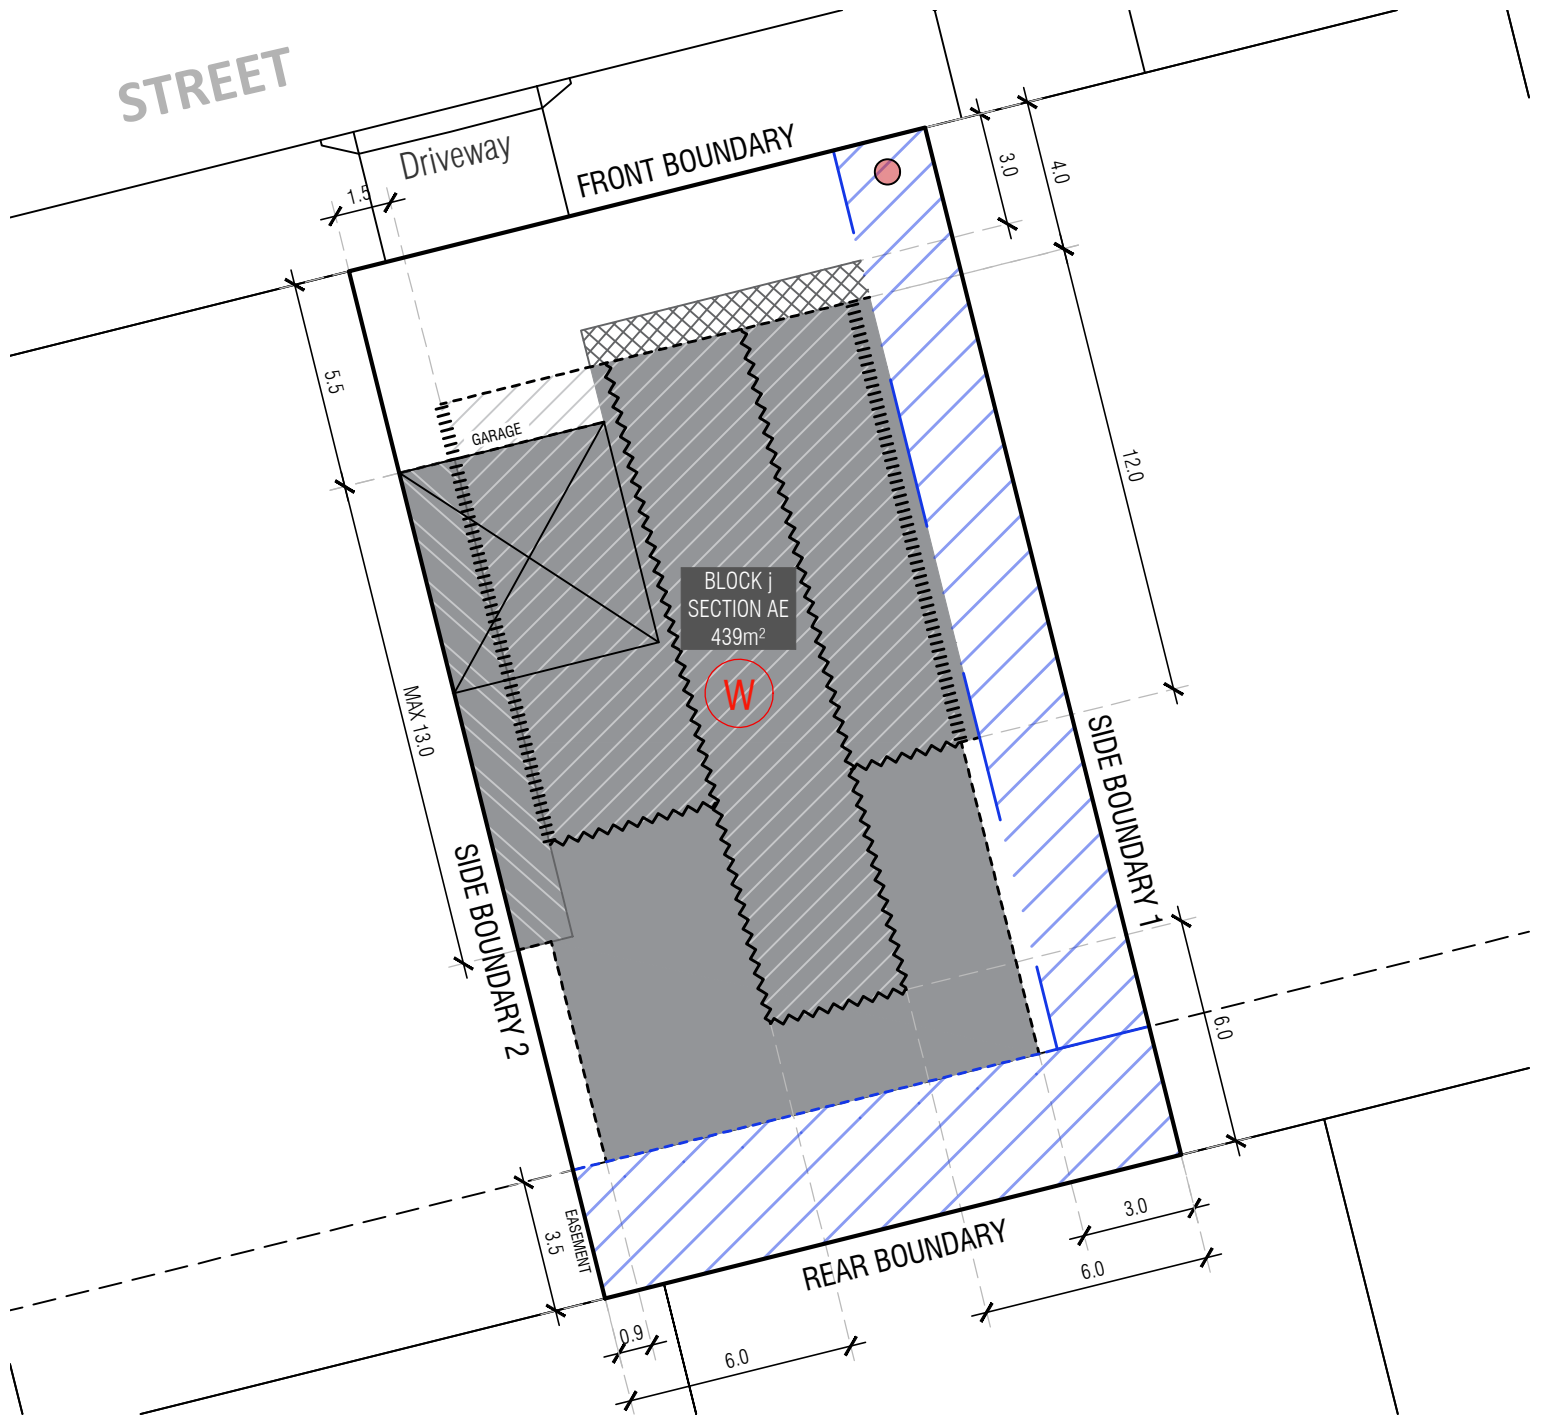 STREET
Driveway
FRONT BOUNDARY
1.5
3.0
4.0
5.5
GARAGE
12.0
BLOCK j
SECTION AE
439m²
W
MAX 13.0
SIDE BOUNDARY 1
SIDE BOUNDARY 2
6.0
EASEMENT
3.5
REAR BOUNDARY
3.0
6.0
0.9
6.0